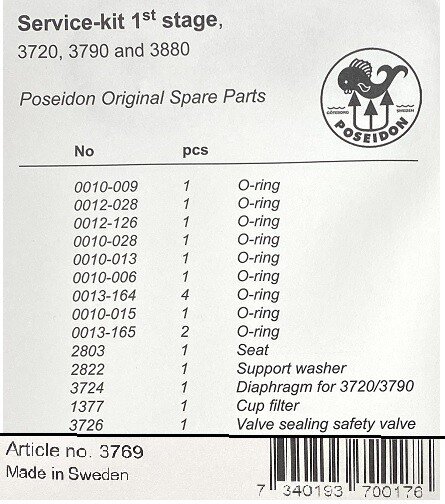 Service-kit 1st stage,
3720, 3790 and 3880
Poseidon Original Spare Parts
GÖTEBORG SWEDEN
POSEIDON
No pcs
0010-009 1 O-ring
0012-028 1 O-ring
0012-126 1 O-ring
0010-028 1 O-ring
0010-013 1 O-ring
0010-006 1 O-ring
0013-164 4 O-ring
0010-015 1 O-ring
0013-165 2 O-ring
2803 1 Seat
2822 1 Support washer
3724 1 Diaphragm for 3720/3790
1377 1 Cup filter
3726 1 Valve sealing safety valve
Article no. 3769
Made in Sweden
7 340193 700176